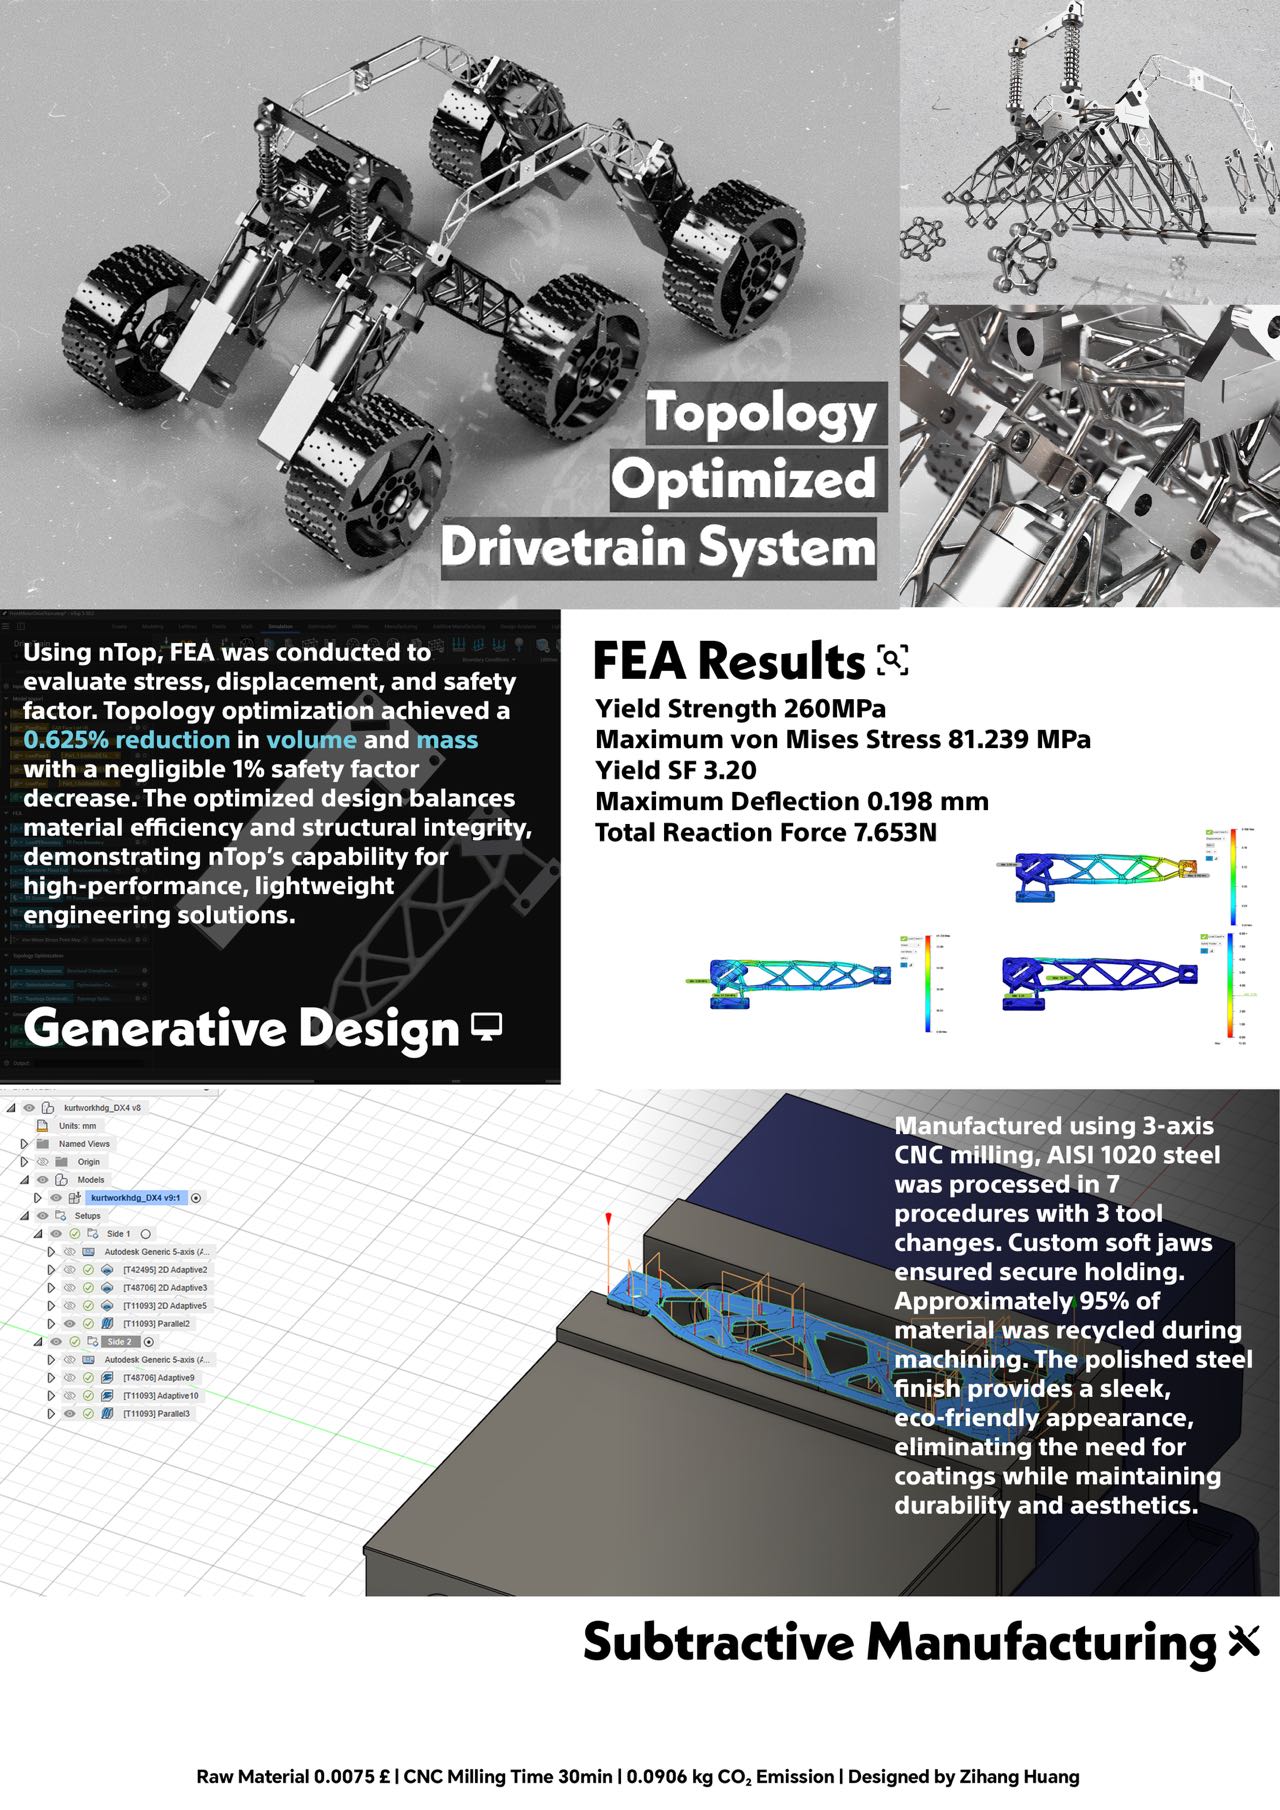 Topology
Optimized
Drivetrain System
Using nTop, FEA was conducted to
evaluate stress, displacement, and safety
factor. Topology optimization achieved a
0.625% reduction in volume and mass
with a negligible 1% safety factor
decrease. The optimized design balances
material efficiency and structural integrity,
demonstrating nTop's capability for
high-performance, lightweight
engineering solutions.
Generative Design
FEA Results
Yield Strength 260MPa
Maximum von Mises Stress 81.239 MPa
Yield SF 3.20
Maximum Deflection 0.198 mm
Total Reaction Force 7.653N
kurtworkhdg_DX4 v8
Units: mm
Named Views
Origin
Models
kurtworkhdg_DX4 v9:1
Setups
Side 1
Autodesk Generic 5-axis (A...
[T42495] 2D Adaptive2
[T48706] 2D Adaptive3
[T11093] 2D Adaptive5
[T11093] Parallel2
Side 2
Autodesk Generic 5-axis (A...
[T48706] Adaptive9
[T11093] Adaptive10
[T11093] Parallel3
Manufactured using 3-axis
CNC milling, AISI 1020 steel
was processed in 7
procedures with 3 tool
changes. Custom soft jaws
ensured secure holding.
Approximately 95% of
material was recycled during
machining. The polished steel
finish provides a sleek,
eco-friendly appearance,
eliminating the need for
coatings while maintaining
durability and aesthetics.
Subtractive Manufacturing
Raw Material 0.0075 £ | CNC Milling Time 30min | 0.0906 kg CO₂ Emission | Designed by Zihang Huang